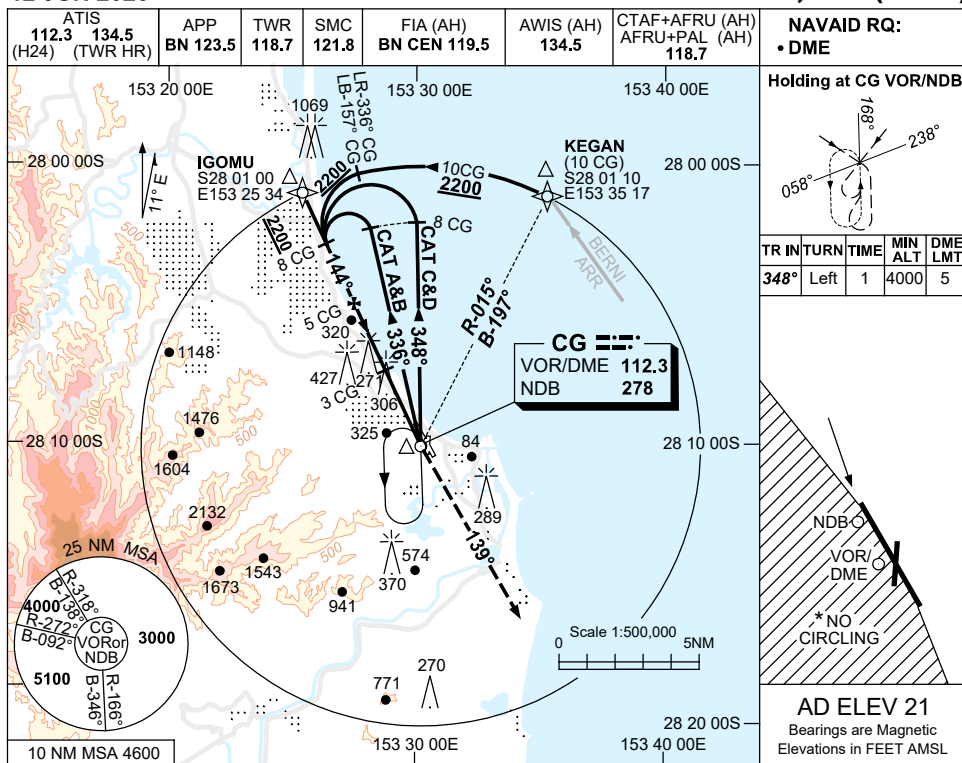 ATIS
112.3 134.5
(H24) (TWR HR)
APP
BN 123.5
TWR
118.7
SMC
121.8
FIA (AH)
BN CEN 119.5
AWIS (AH)
134.5
CTAF+AFRU (AH)
AFRU+PAL (AH)
118.7
NAVAID RQ:
• DME
153 20 00E
153 30 00E
153 40 00E
Holding at CG VOR/NDB
168°
238°
058°
TR IN TURN TIME MIN ALT DME LMT
348° Left 1 4000 5
28 00 00S
28 00 00S
11° E
1069
LR-336° CG
LB-157° CG
IGOMU
S28 01 00
E153 25 34
KEGAN
(10 CG)
S28 01 10
E153 35 17
2200
10CG
2200
2200
8 CG
8 CG
BERNI
ARR
500
144°
CAT A&B
CAT C&D
336°
348°
R-015°
B-197°
5 CG
320
427
271
306
3 CG
CG
VOR/DME 112.3
NDB 278
1148
1000
1476
500
1604
325
84
28 10 00S
28 10 00S
289
2132
139°
500
574
370
1543
1673
941
NDB
VOR/
DME
* NO
CIRCLING
25 NM MSA
R-318°
B-138°
4000
R-272°
B-092°
CG
VORor
NDB
3000
5100
R-166°
B-346°
Scale 1:500,000
0 5NM
270
771
28 20 00S
10 NM MSA 4600
153 30 00E
153 40 00E
AD ELEV 21
Bearings are Magnetic
Elevations in FEET AMSL